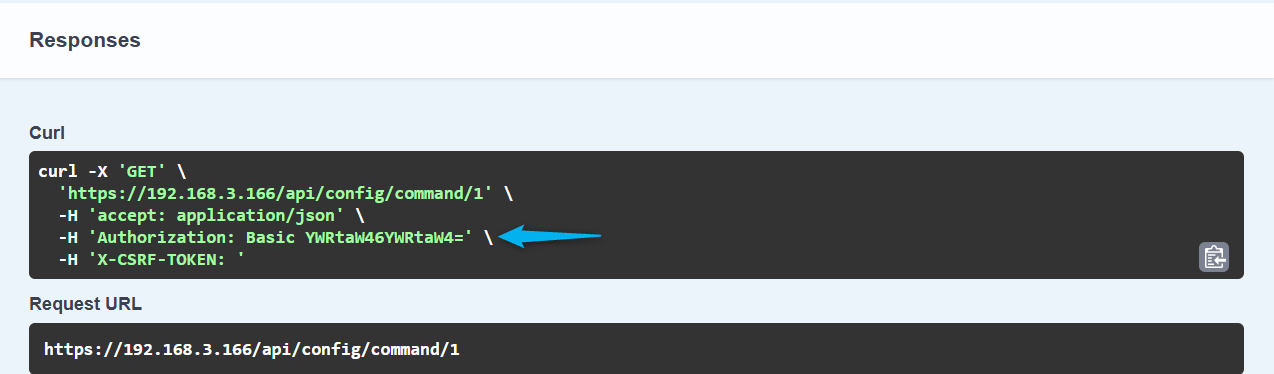 Responses
Curl
curl -X 'GET' \
'https://192.168.3.166/api/config/command/1' \
-H 'accept: application/json' \
-H 'Authorization: Basic YWRtaW46YWRtaW4=' \
-H 'X-CSRF-TOKEN: '
Request URL
https://192.168.3.166/api/config/command/1